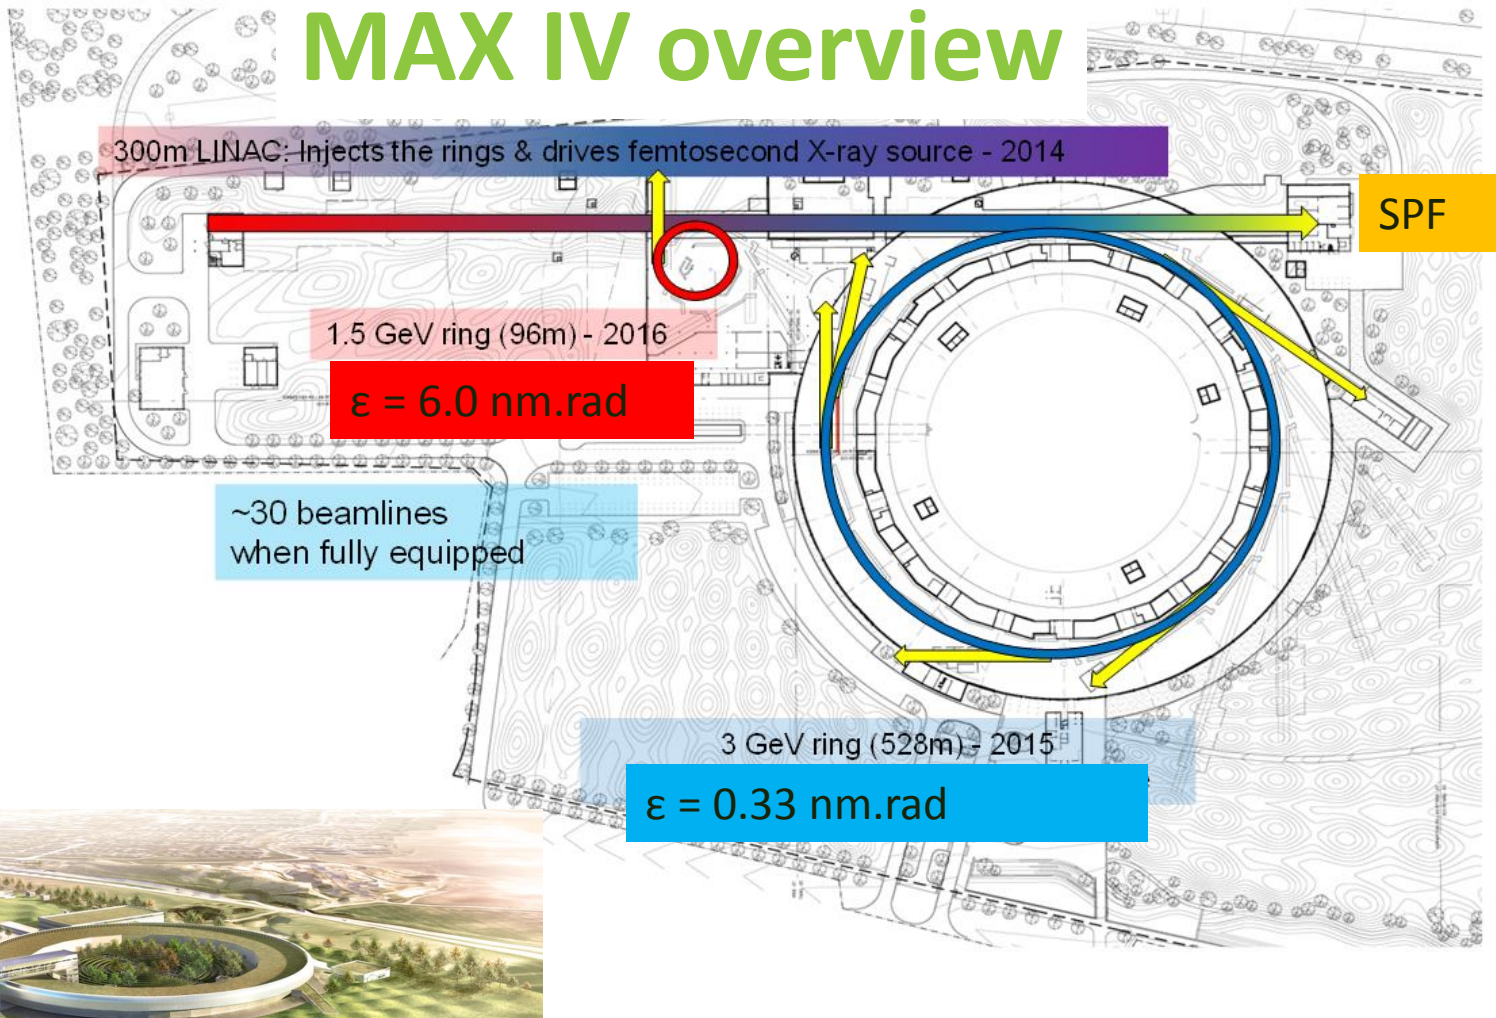 MAX IV overview
300m LINAC: Injects the rings & drives femtosecond X-ray source - 2014
SPF
1.5 GeV ring (96m) - 2016
ε = 6.0 nm.rad
~30 beamlines
when fully equipped
3 GeV ring (528m) - 2015
ε = 0.33 nm.rad